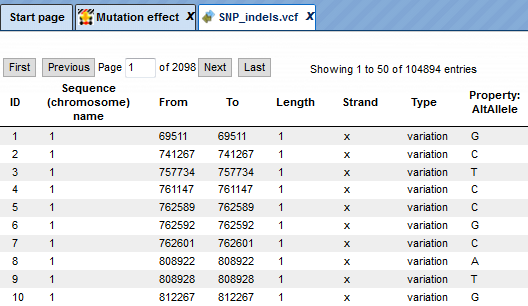 Start page Mutation effect X SNP_indels.vcf X
First Previous Page 1 of 2098 Next Last Showing 1 to 50 of 104894 entries
ID Sequence (chromosome) name From To Length Strand Type Property: AltAllele
1 1 69511 69511 1 x variation G
2 1 741267 741267 1 x variation C
3 1 757734 757734 1 x variation T
4 1 761147 761147 1 x variation C
5 1 762589 762589 1 x variation C
6 1 762592 762592 1 x variation G
7 1 762601 762601 1 x variation C
8 1 808922 808922 1 x variation A
9 1 808928 808928 1 x variation T
10 1 812267 812267 1 x variation G